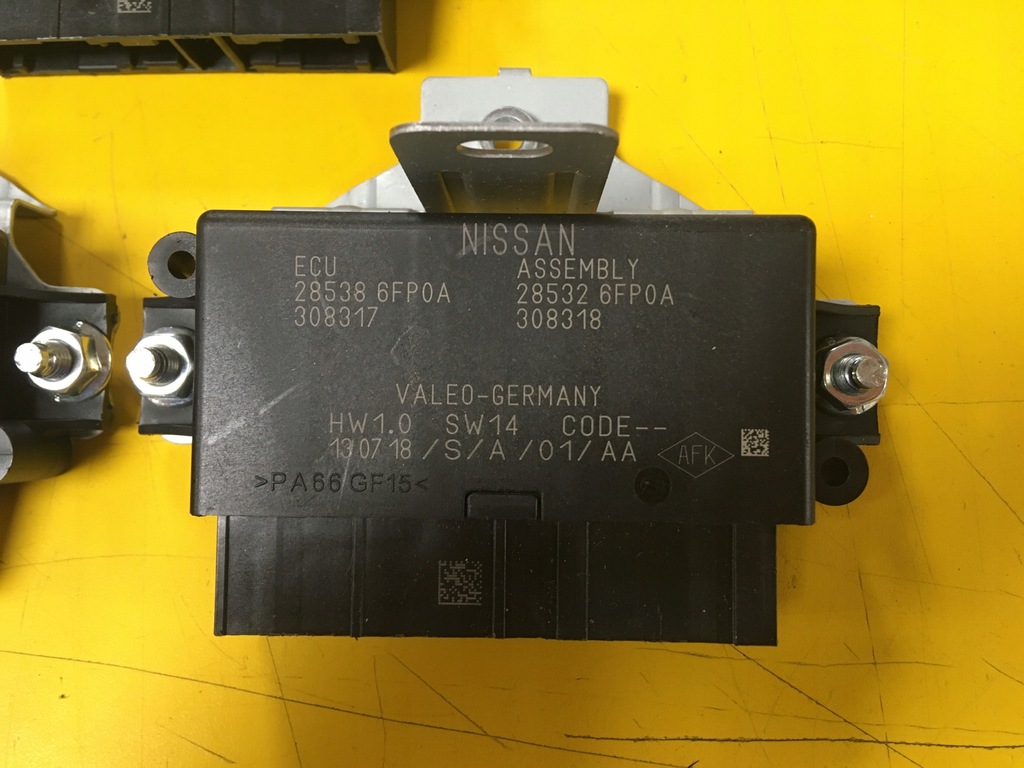 NISSAN
ECU ASSEMBLY
28538 6FP0A 28532 6FP0A
308317 308318
VALEO-GERMANY
HW1.0 SW14 CODE--
13 07 18 /S/A/01/AA AFK
>PA66 GF15<